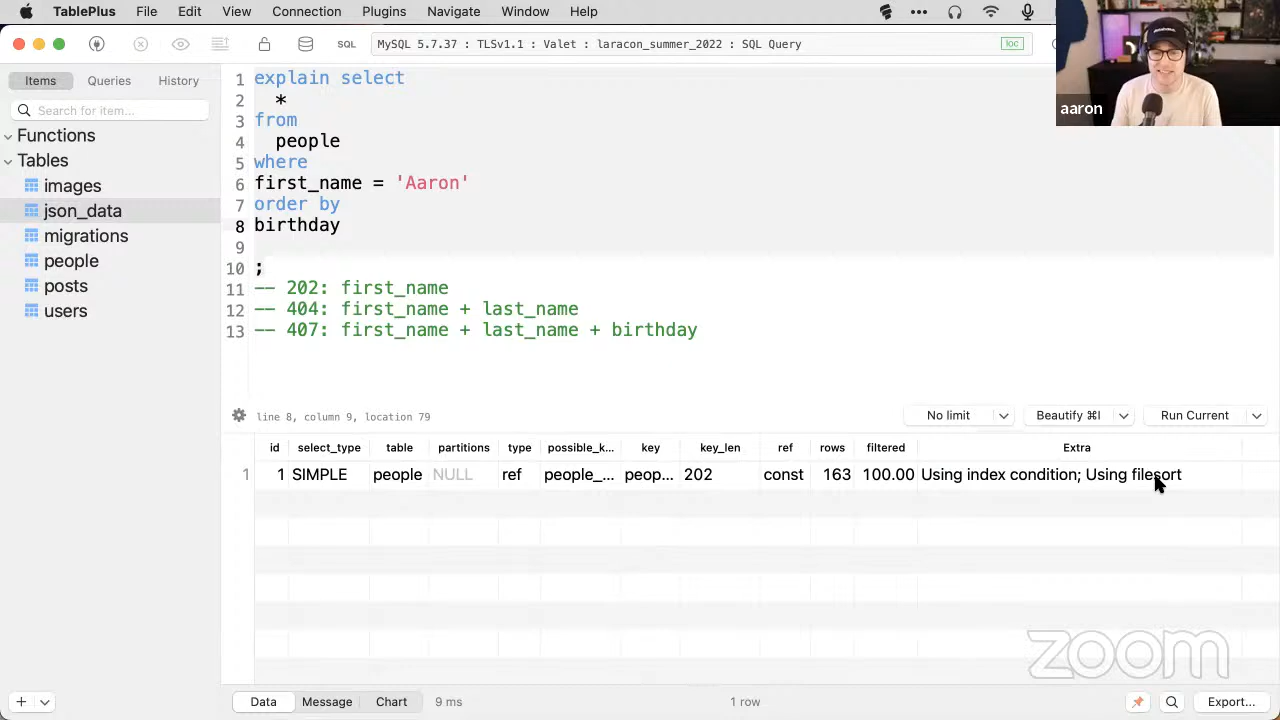 TablePlus File Edit View Connection Plugins Navigate Window Help
SQL MySQL 5.7.37 : TLSv1.1 : Valet : laracon_summer_2022 : SQL Query loc
Items Queries History
Search for item...
Functions
Tables
images
json_data
migrations
people
posts
users
1 explain select
2 *
3 from
4 people
5 where
6 first_name = 'Aaron'
7 order by
8 birthday
9
10 ;
11 -- 202: first_name
12 -- 404: first_name + last_name
13 -- 407: first_name + last_name + birthday
aaron
line 8, column 9, location 79 No limit Beautify ⌘I Run Current
id select_type table partitions type possible_k... key key_len ref rows filtered Extra
1 1 SIMPLE people NULL ref people_... peop... 202 const 163 100.00 Using index condition; Using filesort
zoom
+ Data Message Chart 9 ms 1 row Export...